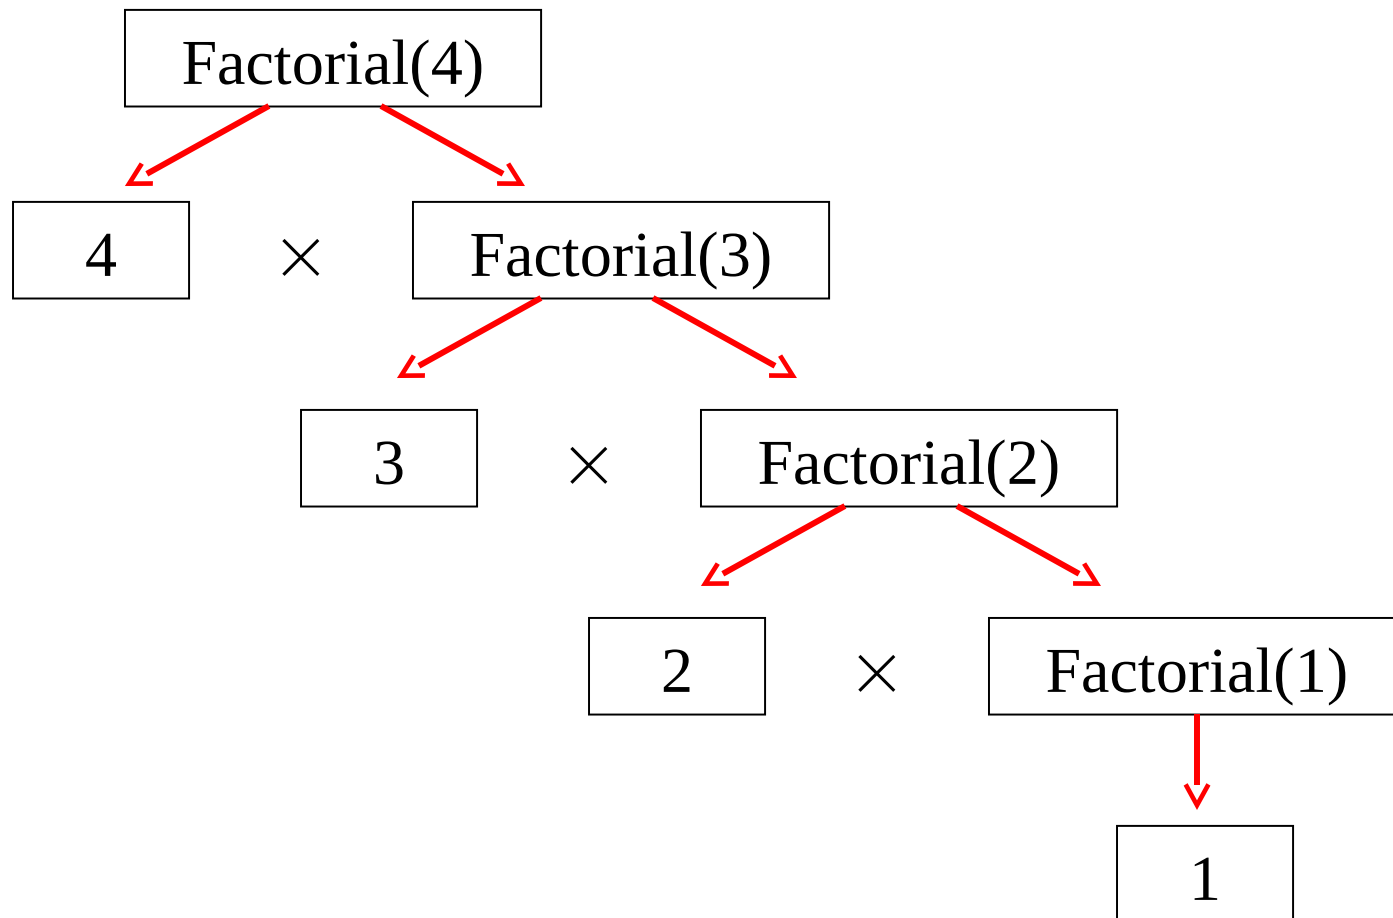 Factorial(4)
4 × Factorial(3)
3 × Factorial(2)
2 × Factorial(1)
1